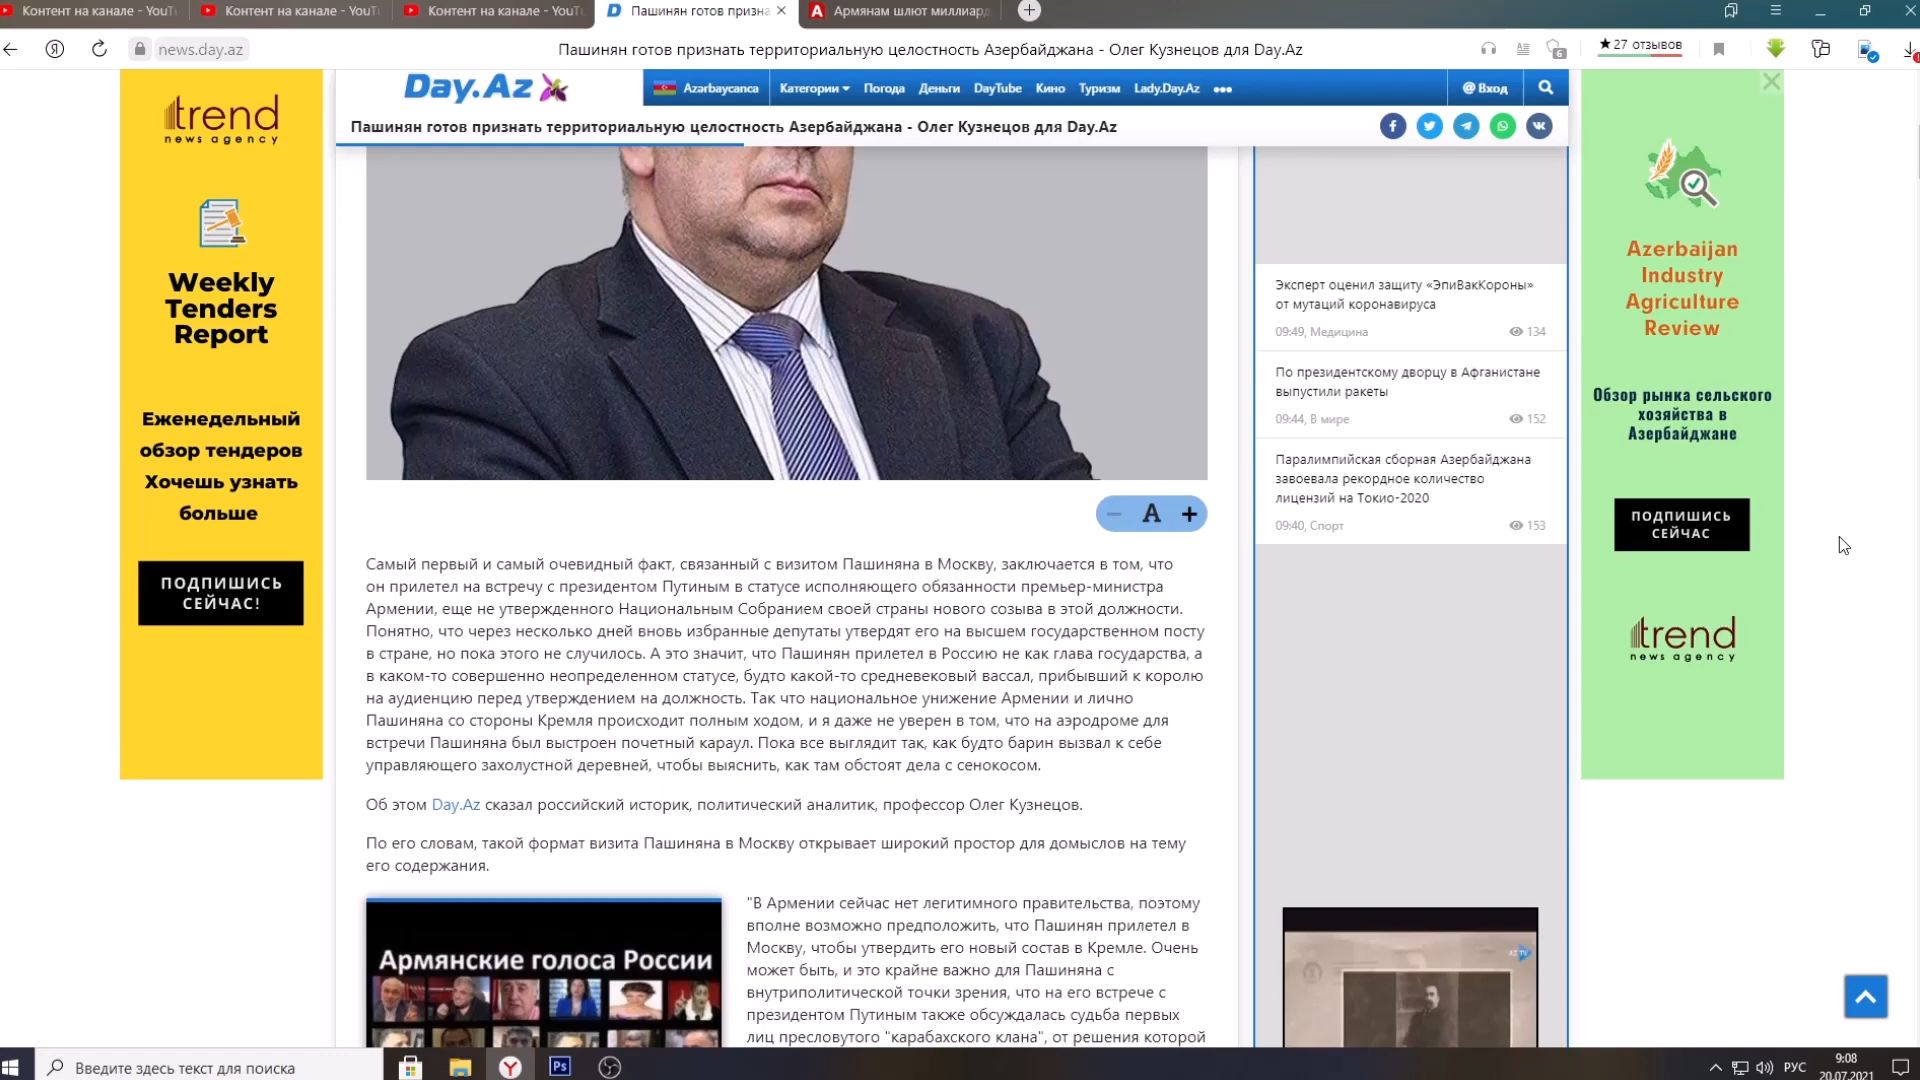 Контент на канале - YouTu
Контент на канале - YouTu
Контент на канале - YouTu
Пашинян готов призна
Армянам шлют миллиард
news.day.az
Пашинян готов признать территориальную целостность Азербайджана - Олег Кузнецов для Day.Az
6
★27 отзывов
Day.Az
Azərbaycanca
Категории
Погода
Деньги
DayTube
Кино
Туризм
Lady.Day.Az
Вход
Пашинян готов признать территориальную целостность Азербайджана - Олег Кузнецов для Day.Az
trend
news agency
Weekly
Tenders
Report
Еженедельный
обзор тендеров
Хочешь узнать
больше
ПОДПИШИСЬ
СЕЙЧАС!
− A +
Самый первый и самый очевидный факт, связанный с визитом Пашиняна в Москву, заключается в том, что
он прилетел на встречу с президентом Путиным в статусе исполняющего обязанности премьер-министра
Армении, еще не утвержденного Национальным Собранием своей страны нового созыва в этой должности.
Понятно, что через несколько дней вновь избранные депутаты утвердят его на высшем государственном посту
в стране, но пока этого не случилось. А это значит, что Пашинян прилетел в Россию не как глава государства, а
в каком-то совершенно неопределенном статусе, будто какой-то средневековый вассал, прибывший к королю
на аудиенцию перед утверждением на должность. Так что национальное унижение Армении и лично
Пашиняна со стороны Кремля происходит полным ходом, и я даже не уверен в том, что на аэродроме для
встречи Пашиняна был выстроен почетный караул. Пока все выглядит так, как будто барин вызвал к себе
управляющего захолустной деревней, чтобы выяснить, как там обстоят дела с сенокосом.
Об этом Day.Az сказал российский историк, политический аналитик, профессор Олег Кузнецов.
По его словам, такой формат визита Пашиняна в Москву открывает широкий простор для домыслов на тему
его содержания.
Армянские голоса России
"В Армении сейчас нет легитимного правительства, поэтому
вполне возможно предположить, что Пашинян прилетел в
Москву, чтобы утвердить его новый состав в Кремле. Очень
может быть, и это крайне важно для Пашиняна с
внутриполитической точки зрения, что на его встрече с
президентом Путиным также обсуждалась судьба первых
лиц пресловутого "карабахского клана", от решения которой
Эксперт оценил защиту «ЭпиВакКороны»
от мутаций коронавируса
09:49, Медицина
134
По президентскому дворцу в Афганистане
выпустили ракеты
09:44, В мире
152
Паралимпийская сборная Азербайджана
завоевала рекордное количество
лицензий на Токио-2020
09:40, Спорт
153
Azerbaijan
Industry
Agriculture
Review
Обзор рынка сельского
хозяйства в
Азербайджане
ПОДПИШИСЬ
СЕЙЧАС
trend
news agency
Введите здесь текст для поиска
Ps
РУС
9:08
20.07.2021